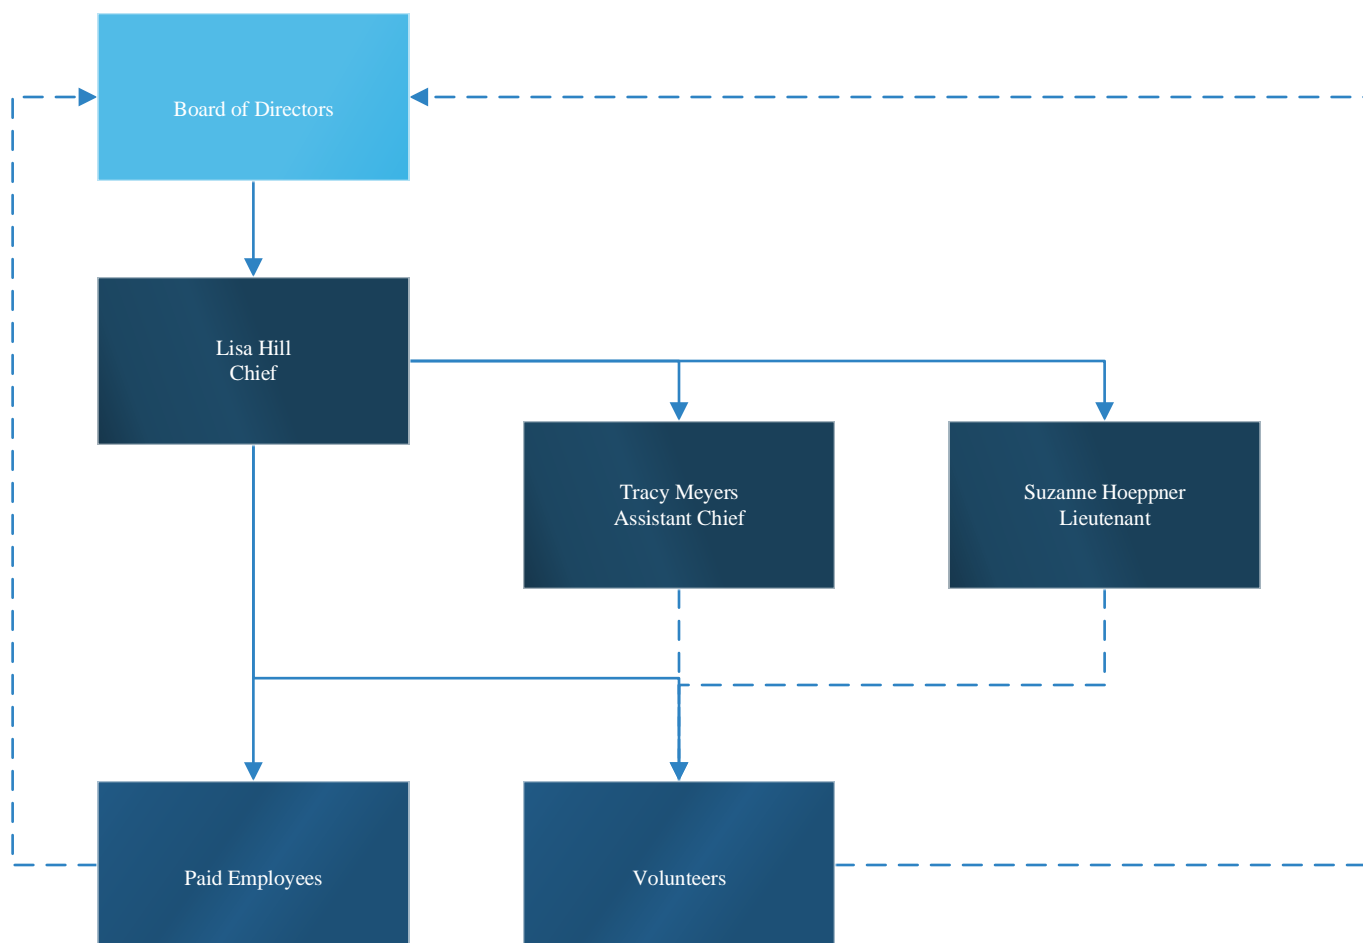 Board of Directors
Lisa Hill
Chief
Tracy Meyers
Assistant Chief
Suzanne Hoeppner
Lieutenant
Paid Employees
Volunteers